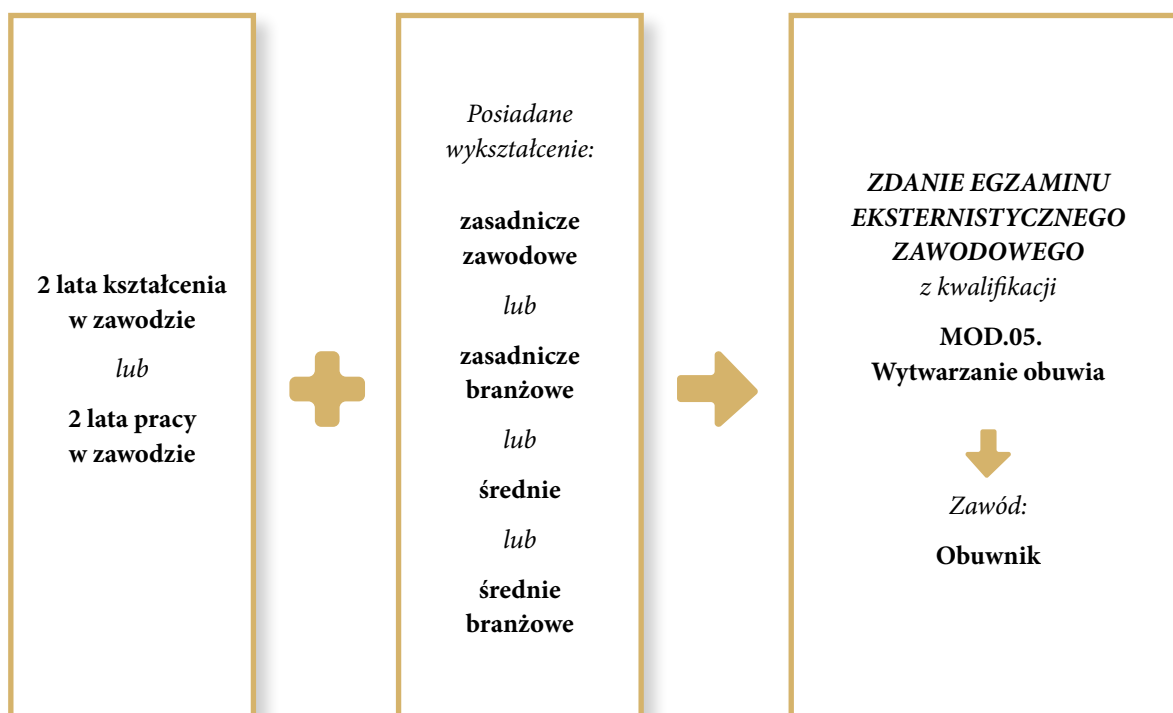 2 lata kształcenia
w zawodzie
lub
2 lata pracy
w zawodzie
Posiadane
wykształcenie:
zasadnicze
zawodowe
lub
zasadnicze
branżowe
lub
średnie
lub
średnie
branżowe
ZDANIE EGZAMINU
EKSTERNISTYCZNEGO
ZAWODOWEGO
z kwalifikacji
MOD.05.
Wytwarzanie obuwia
Zawód:
Obuwnik